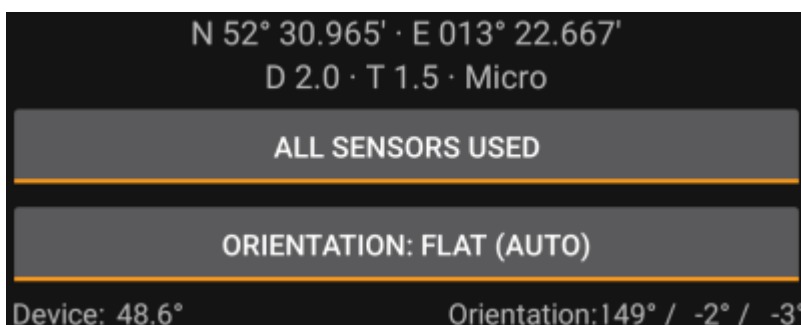 N 52° 30.965' · E 013° 22.667'
D 2.0 · T 1.5 · Micro
ALL SENSORS USED
ORIENTATION: FLAT (AUTO)
Device: 48.6° Orientation:149° / -2° / -3°